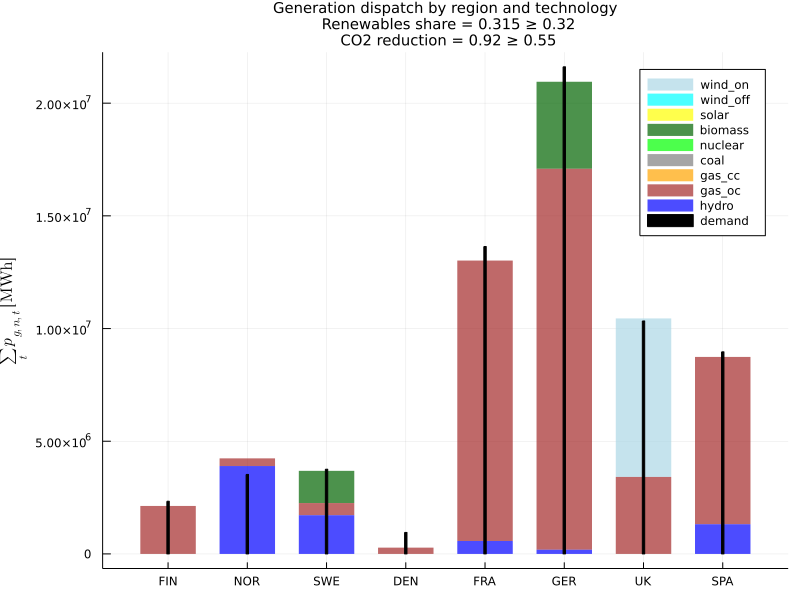 Generation dispatch by region and technology
Renewables share = 0.315 ≥ 0.32
CO2 reduction = 0.92 ≥ 0.55
2.00×10⁷
1.50×10⁷
1.00×10⁷
5.00×10⁶
0
∑ₜ p g, n, t [MWh]
wind_on
wind_off
solar
biomass
nuclear
coal
gas_cc
gas_oc
hydro
demand
FIN NOR SWE DEN FRA GER UK SPA